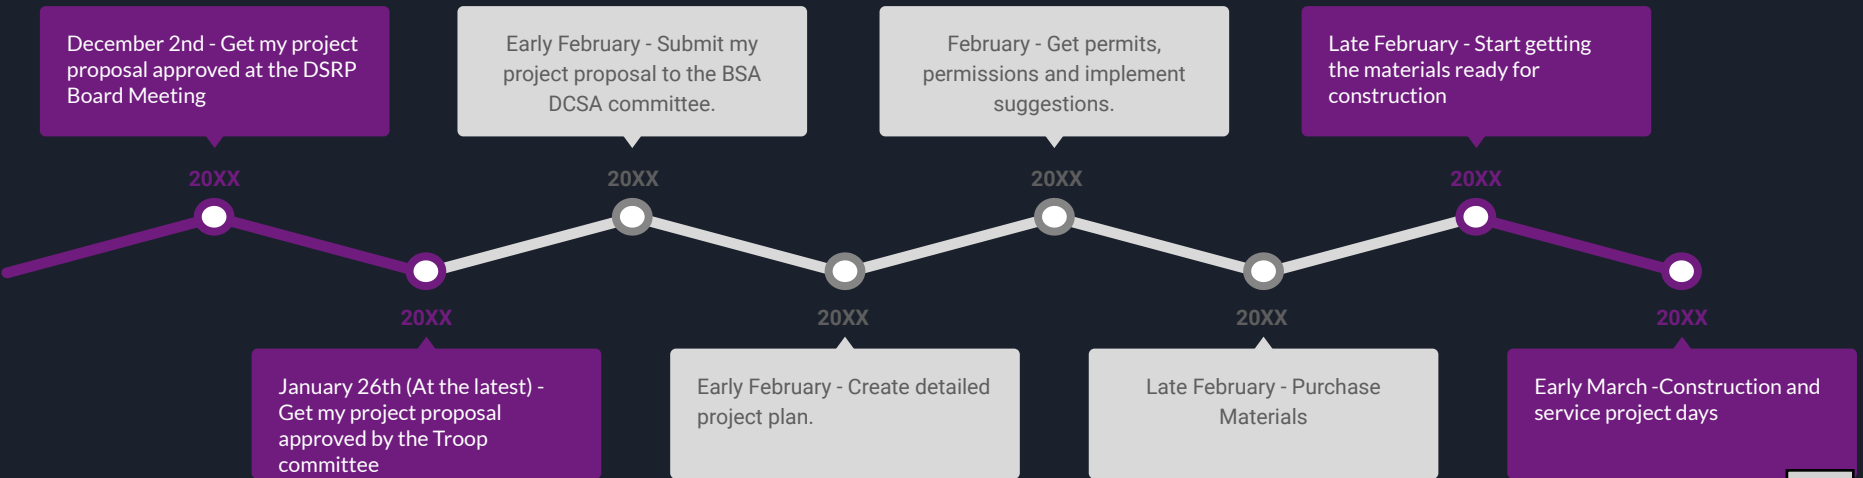 December 2nd - Get my project
proposal approved at the DSRP
Board Meeting
Early February - Submit my
project proposal to the BSA
DCSA committee.
February - Get permits,
permissions and implement
suggestions.
Late February - Start getting
the materials ready for
construction
20XX
20XX
20XX
20XX
20XX
20XX
20XX
20XX
January 26th (At the latest) -
Get my project proposal
approved by the Troop
committee
Early February - Create detailed
project plan.
Late February - Purchase
Materials
Early March -Construction and
service project days